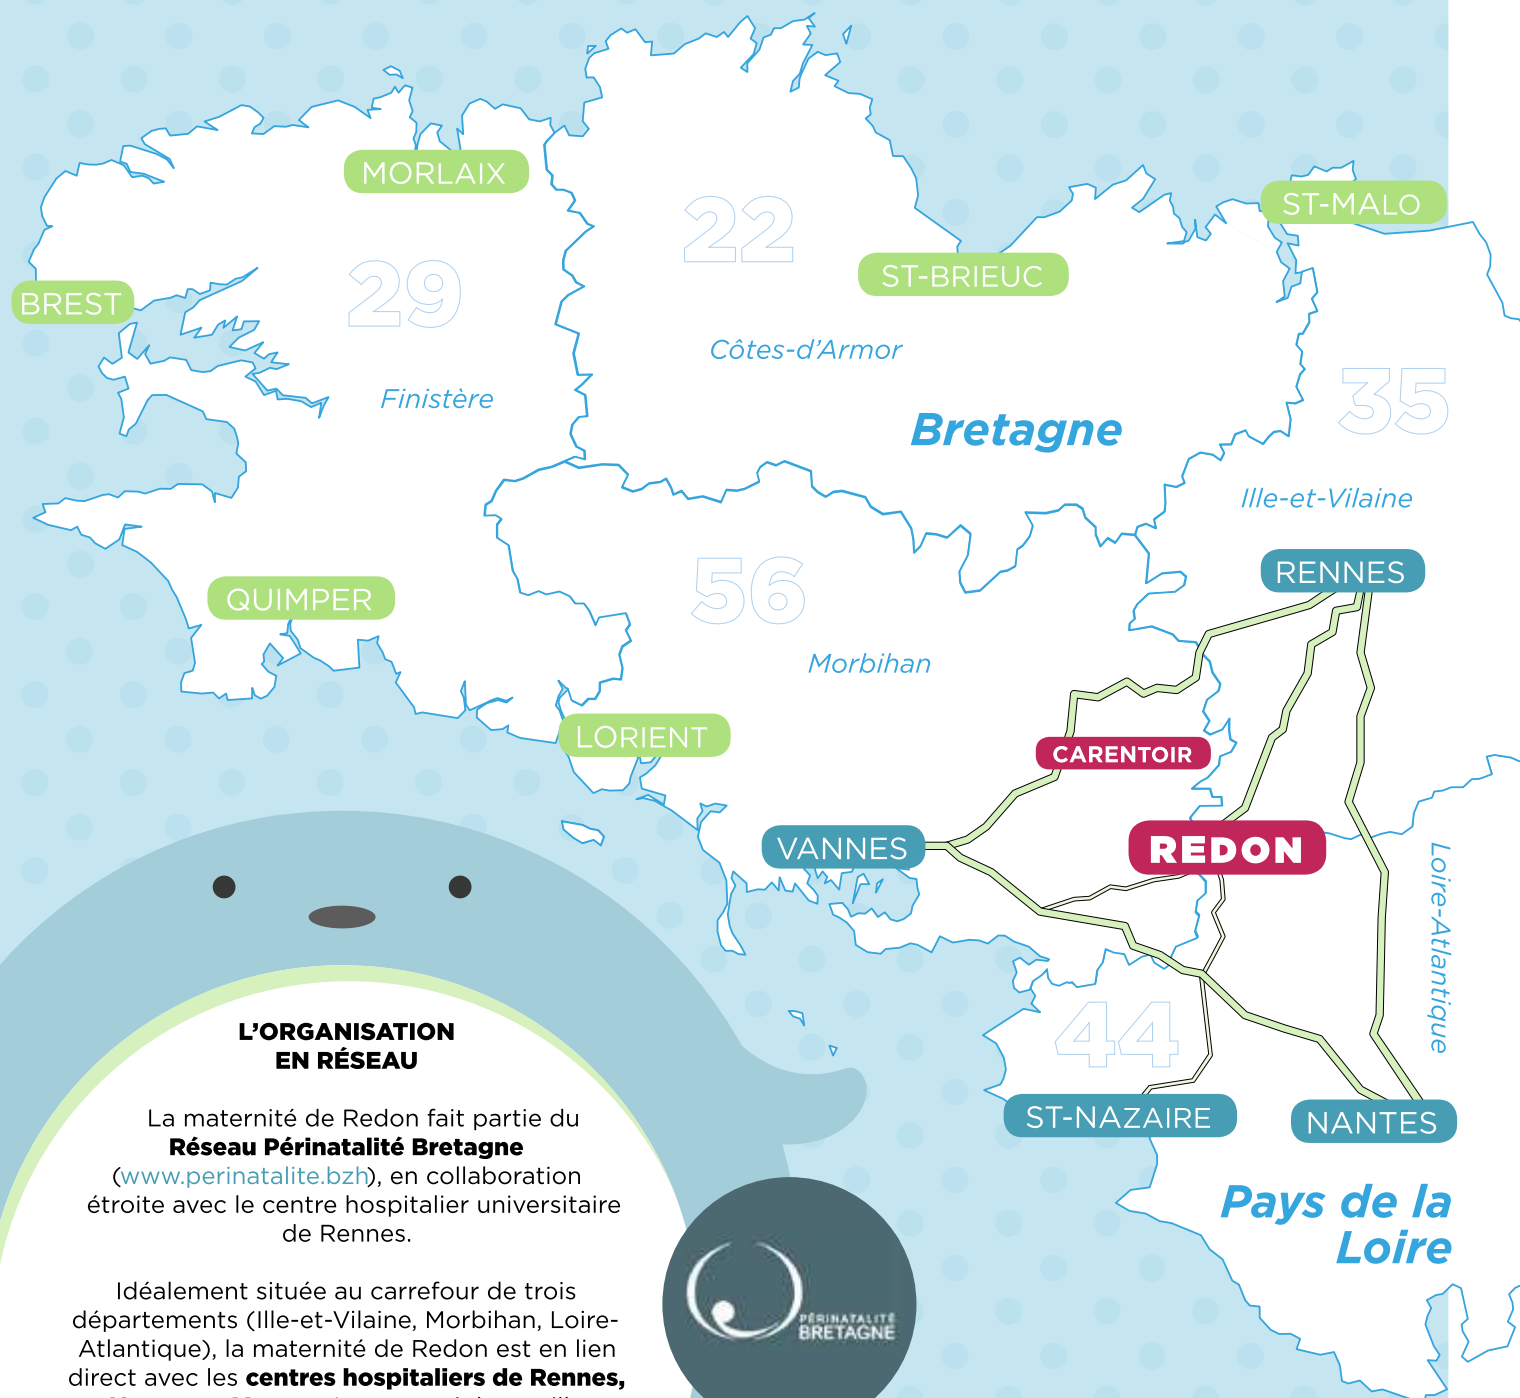 MORLAIX
22
ST-MALO
29
ST-BRIEUC
BREST
Côtes-d’Armor
35
Finistère
Bretagne
Ille-et-Vilaine
56
RENNES
QUIMPER
Morbihan
LORIENT
CARENTOIR
VANNES
REDON
Loire-Atlantique
44
ST-NAZAIRE
NANTES
Pays de la
Loire
L’ORGANISATION
EN RÉSEAU
La maternité de Redon fait partie du
Réseau Périnatalité Bretagne
(www.perinatalite.bzh), en collaboration
étroite avec le centre hospitalier universitaire
de Rennes.
Idéalement située au carrefour de trois
départements (Ille-et-Vilaine, Morbihan, Loire-
Atlantique), la maternité de Redon est en lien
direct avec les centres hospitaliers de Rennes,
PÉRINATALITÉ
BRETAGNE